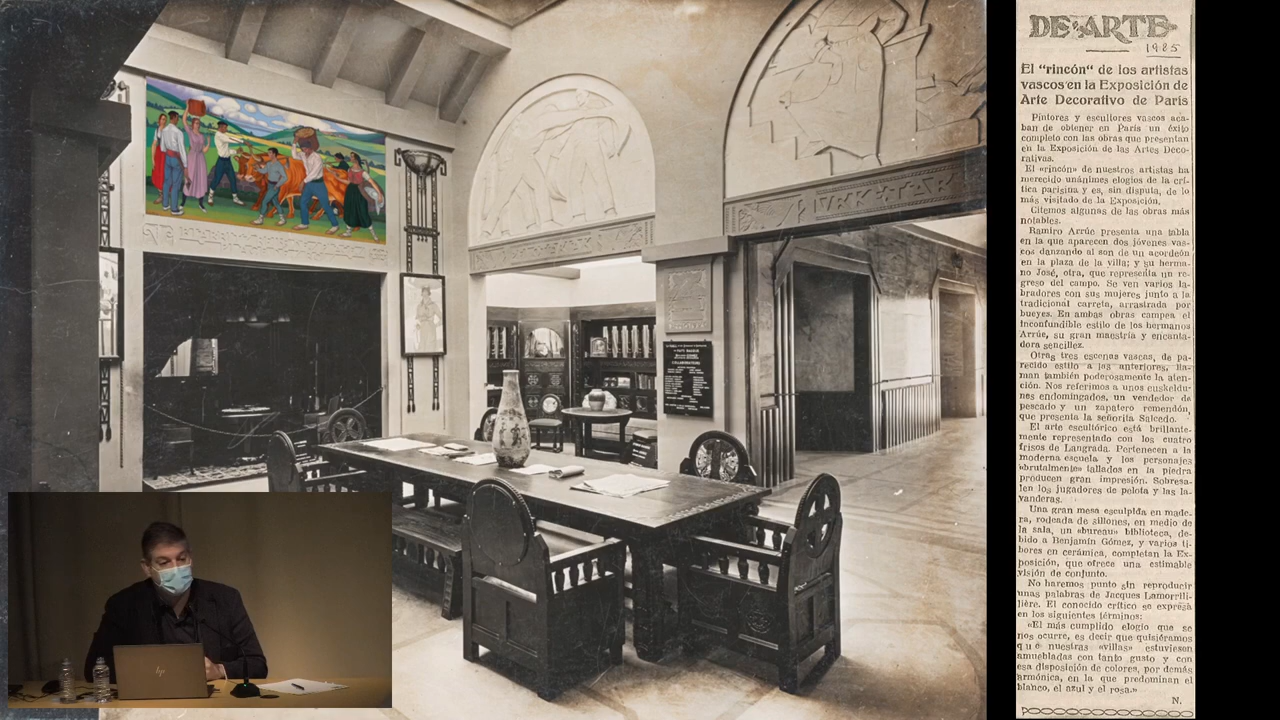 DE ARTE
1925
El “rincón“ de los artistas
vascos en la Exposición de
Arte Decorativo de París
Pintores y escultores vascos aca-
ban de obtener en París un éxito
completo con las obras que presentan
en la Exposición de las Artes Deco-
rativas.
El «rincón» de nuestros artistas ha
merecido unánimes elogios de la crí-
tica parisina y es, sin disputa, de lo
más visitado de la Exposición.
Citemos algunas de las obras más
notables.
Ramiro Arrúe presenta una tabla
en la que aparecen dos jóvenes vas-
cos danzando al son de un acordeón
en la plaza de la villa; y su herma-
no José, otra, que representa un re-
greso del campo. Se ven varios la-
bradores con sus mujeres junto a la
tradicional carreta, arrastrada por
bueyes. En ambas obras campea el
inconfundible estilo de los hermanos
Arrúe, su gran maestría y encanta-
dora sencillez.
Otras tres escenas vascas, de pa-
recido estilo a los anteriores, lla-
man también poderosamente la aten-
ción. Nos referimos a unos euskeldu-
nes endomingados, un vendedor de
pescado y un zapatero remendón,
que presenta la señorita Salcedo.
El arte escultórico está brillante-
mente representado con los cuatro
frisos de Langrada. Pertenecen a la
moderna escuela y los personajes
«brutalmente» tallados en la piedra
producen gran impresión. Sobresa-
len los jugadores de pelota y las la-
vanderas.
Una gran mesa esculpida en made-
ra, rodeada de sillones, en medio de
la sala, un «bureau» biblioteca, de-
bido a Benjamín Gómez, y varios ti-
bores en cerámica, completan la Ex-
posición, que ofrece una estimable
visión de conjunto.
No haremos punto sin reproducir
unas palabras de Jacques Lamorrilli-
llère. El conocido crítico se expresa
en los siguientes términos:
«El más cumplido elogio que se
nos ocurre, es decir que quisiéramos
que nuestras «villas» estuviesen
amuebladas con tanto gusto y con
esa disposición de colores, por demás
armónica, en la que predominan el
blanco, el azul y el rosa.»
N.
hp